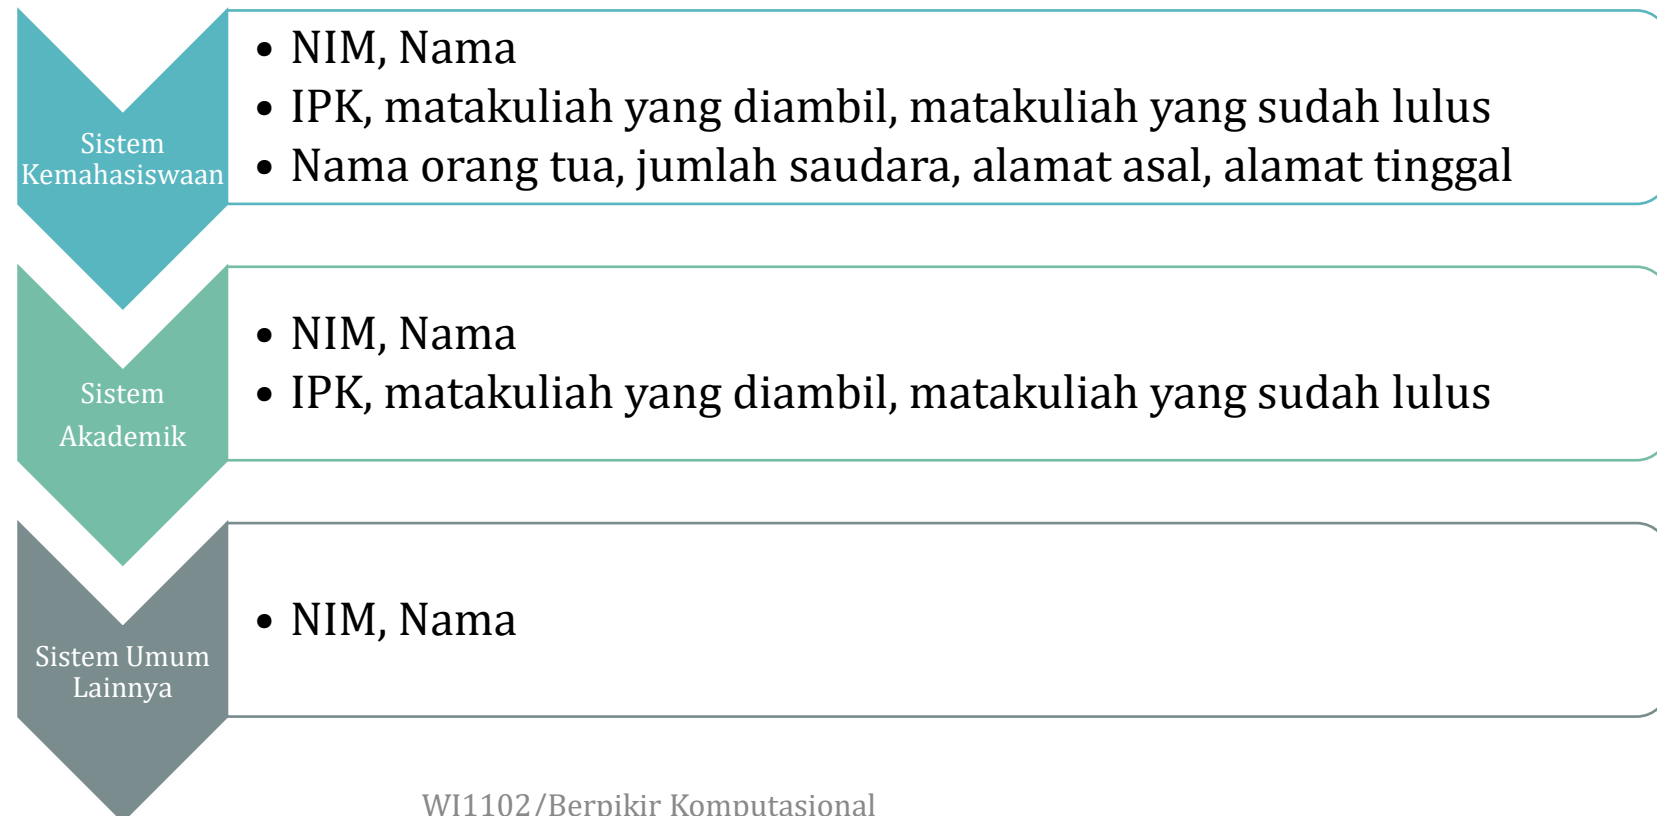 Sistem
Kemahasiswaan
• NIM, Nama
• IPK, matakuliah yang diambil, matakuliah yang sudah lulus
• Nama orang tua, jumlah saudara, alamat asal, alamat tinggal
Sistem
Akademik
• NIM, Nama
• IPK, matakuliah yang diambil, matakuliah yang sudah lulus
Sistem Umum
Lainnya
• NIM, Nama
WI1102/Berpikir Komputasional